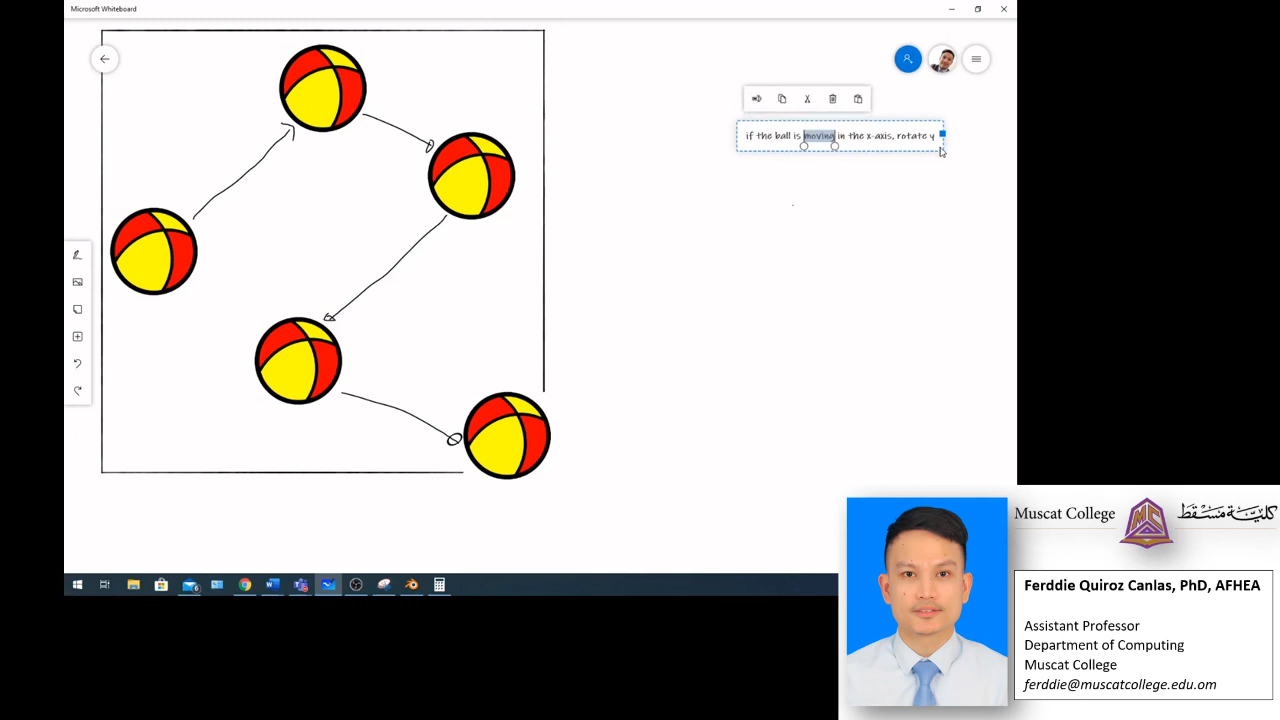 Microsoft Whiteboard
if the ball is moving in the x-axis, rotate y
Muscat College
كلية مسقط
Ferddie Quiroz Canlas, PhD, AFHEA
Assistant Professor
Department of Computing
Muscat College
ferddie@muscatcollege.edu.om